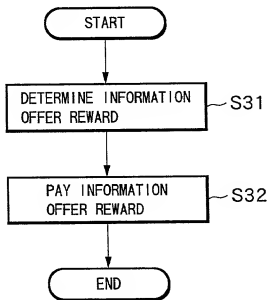 START
DETERMINE INFORMATION
OFFER REWARD
S31
PAY INFORMATION
OFFER REWARD
S32
END